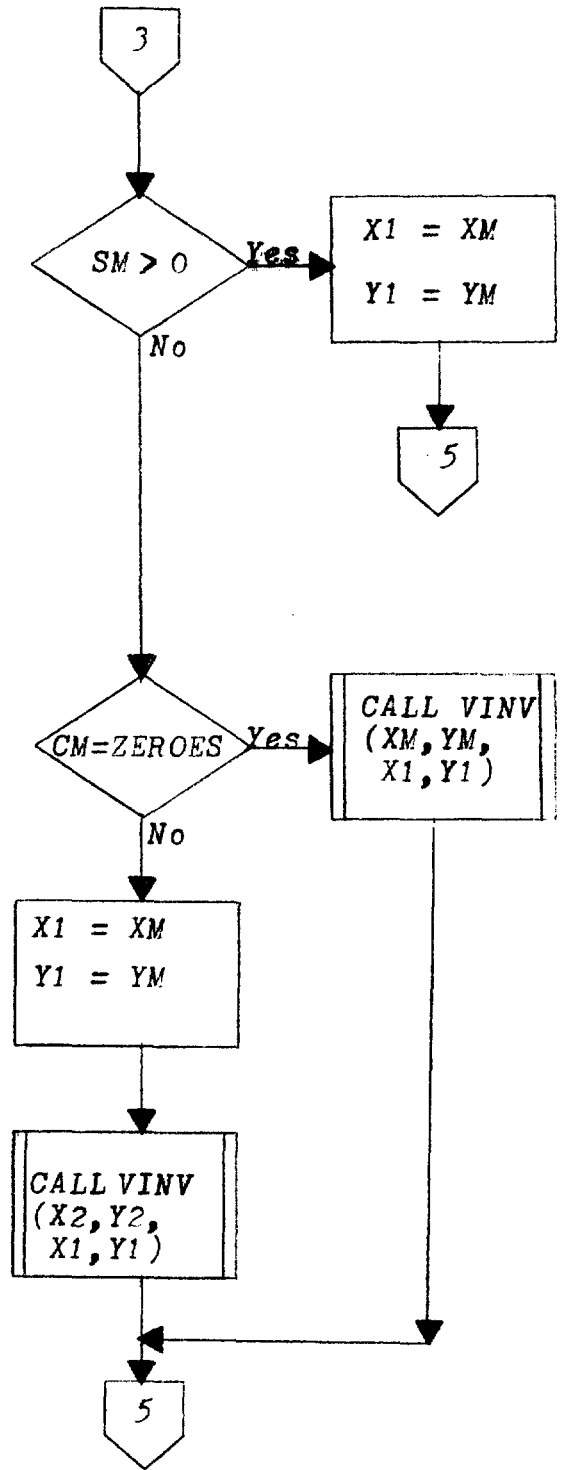 3
SM > 0
Yes
X1 = XM
Y1 = YM
No
5
CM=ZEROES
Yes
CALL VINV
(XM,YM,
X1,Y1)
No
X1 = XM
Y1 = YM
CALL VINV
(X2,Y2,
X1,Y1)
5